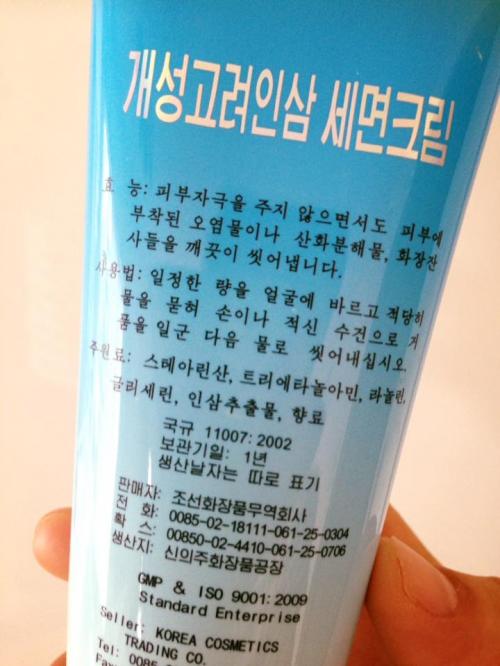 개성고려인삼 세면크림
효 능: 피부자극을 주지 않으면서도 피부에
부착된 오염물이나 산화분해물, 화장잔
사들을 깨끗이 씻어냅니다.
사용법: 일정한 량을 얼굴에 바르고 적당히
물을 묻혀 손이나 적신 수건으로 거
품을 일군 다음 물로 씻어내십시오.
주원료: 스테아린산, 트리에타놀아민, 라놀린,
글리세린, 인삼추출물, 향료
국규 11007:2002
보관기일: 1년
생산날자는 따로 표기
판매자: 조선화장품무역회사
전 화: 0085-02-18111-061-25-0304
확 스: 00850-02-4410-061-25-0706
생산지: 신의주화장품공장
GMP & ISO 9001:2009
Standard Enterprise
Seller: KOREA COSMETICS
TRADING CO.
Tel: 0085